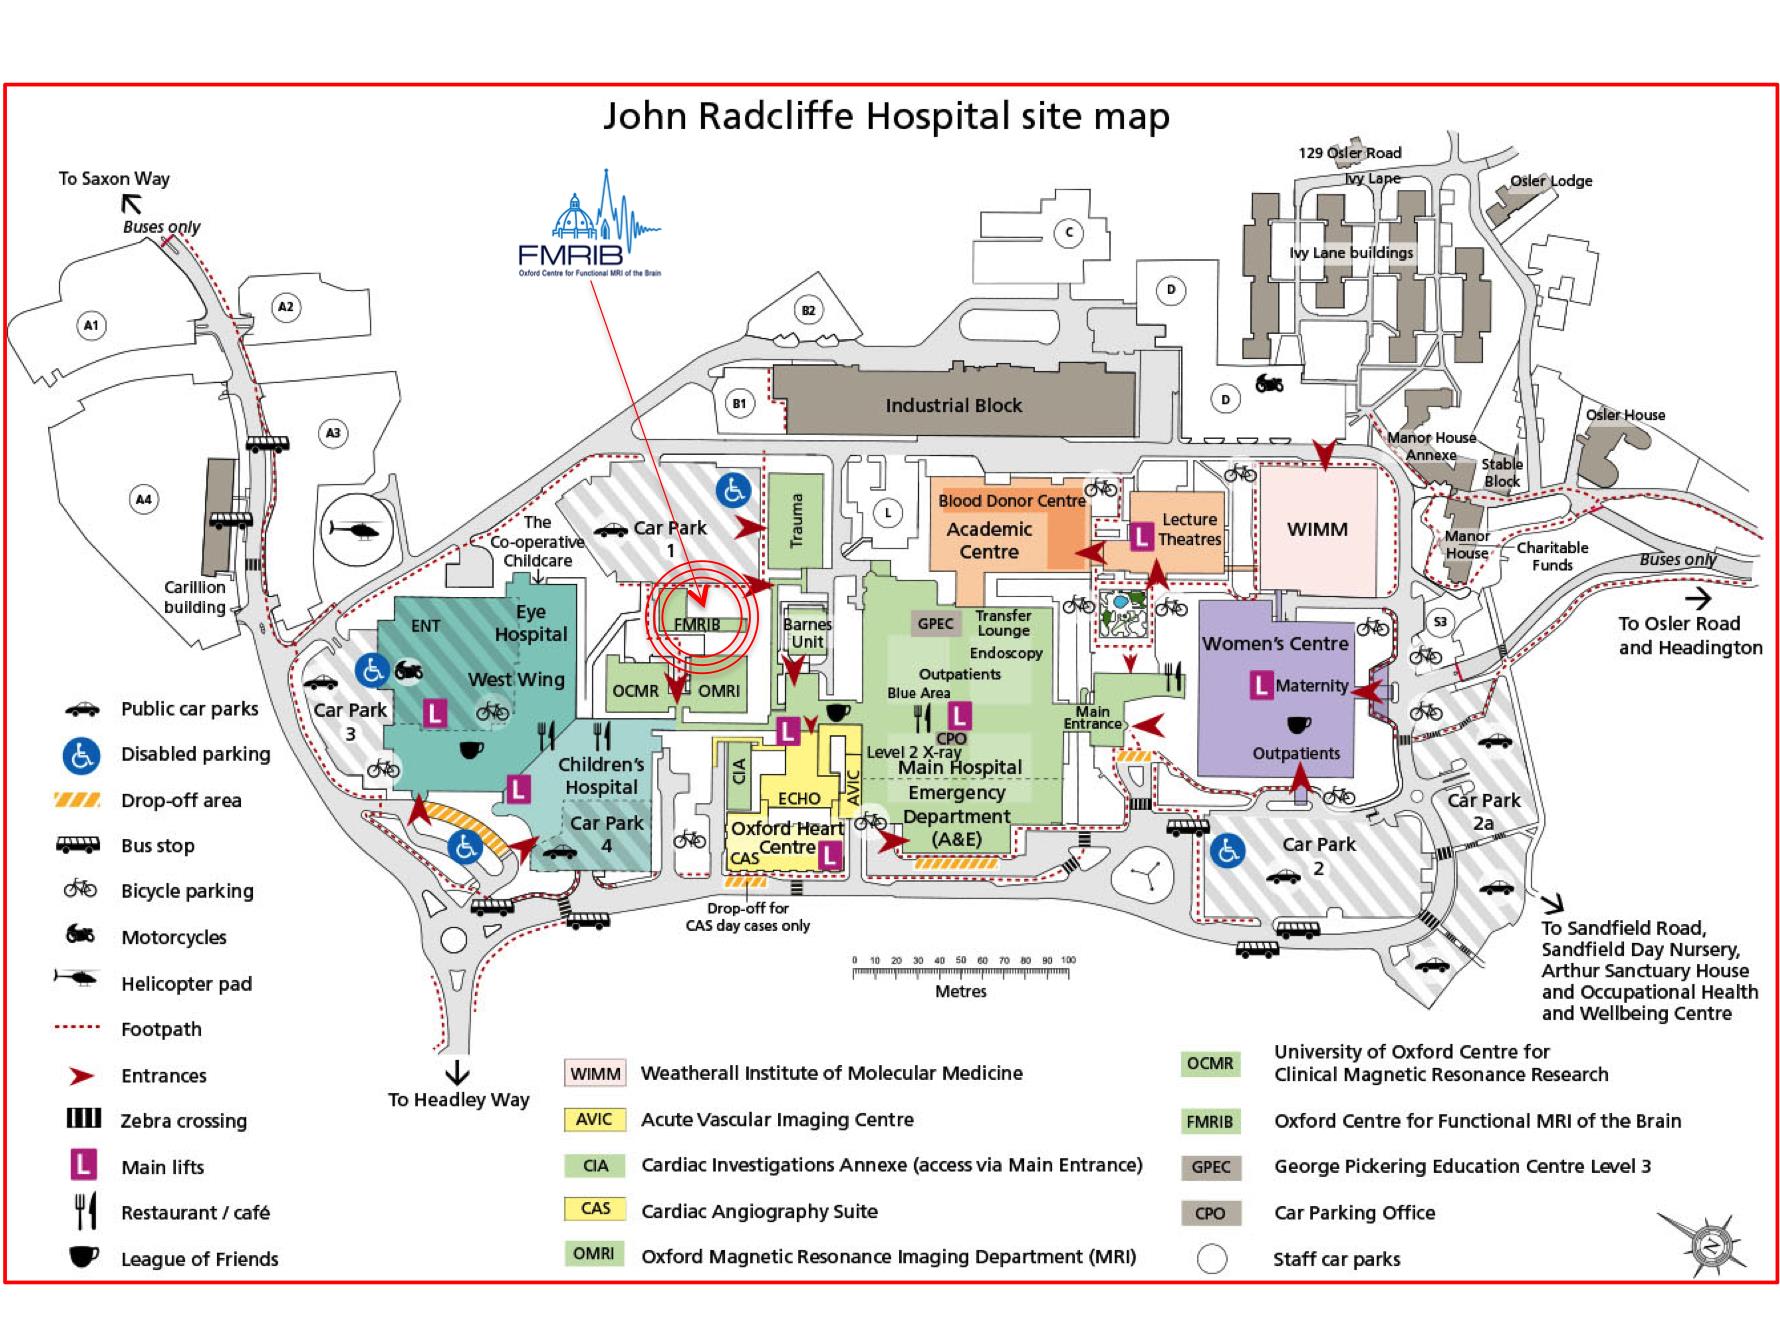 John Radcliffe Hospital site map
To Saxon Way
Buses only
FMRIB
Oxford Centre for Functional MRI of the Brain
129 Osler Road
Ivy Lane
Osler Lodge
Ivy Lane buildings
A1
A2
A3
A4
B2
B1
C
D
D
L
Industrial Block
Osler House
Manor House
Annexe
Stable
Block
Manor
House
Charitable
Funds
Buses only
To Osler Road
and Headington
S3
Carillion
building
The
Co-operative
Childcare
Car Park
1
Trauma
Blood Donor Centre
Academic
Centre
L
Lecture
Theatres
WIMM
ENT
Eye
Hospital
West Wing
L
FMRIB
OCMR
OMRI
Barnes
Unit
GPEC
Transfer
Lounge
Endoscopy
Outpatients
Blue Area
L
CPO
Level 2 X-ray
Main Hospital
Emergency
Department
(A&E)
Main
Entrance
Women's Centre
L
Maternity
Outpatients
Car Park
3
Children's
Hospital
L
Car Park
4
L
CIA
ECHO
AVIC
Oxford Heart
Centre
CAS
L
Drop-off for
CAS day cases only
Car Park
2
Car Park
2a
To Sandfield Road,
Sandfield Day Nursery,
Arthur Sanctuary House
and Occupational Health
and Wellbeing Centre
0 10 20 30 40 50 60 70 80 90 100
Metres
To Headley Way
Public car parks
Disabled parking
Drop-off area
Bus stop
Bicycle parking
Motorcycles
Helicopter pad
Footpath
Entrances
Zebra crossing
L Main lifts
Restaurant / café
League of Friends
WIMM Weatherall Institute of Molecular Medicine
AVIC Acute Vascular Imaging Centre
CIA Cardiac Investigations Annexe (access via Main Entrance)
CAS Cardiac Angiography Suite
OMRI Oxford Magnetic Resonance Imaging Department (MRI)
OCMR University of Oxford Centre for
Clinical Magnetic Resonance Research
FMRIB Oxford Centre for Functional MRI of the Brain
GPEC George Pickering Education Centre Level 3
CPO Car Parking Office
Staff car parks
N